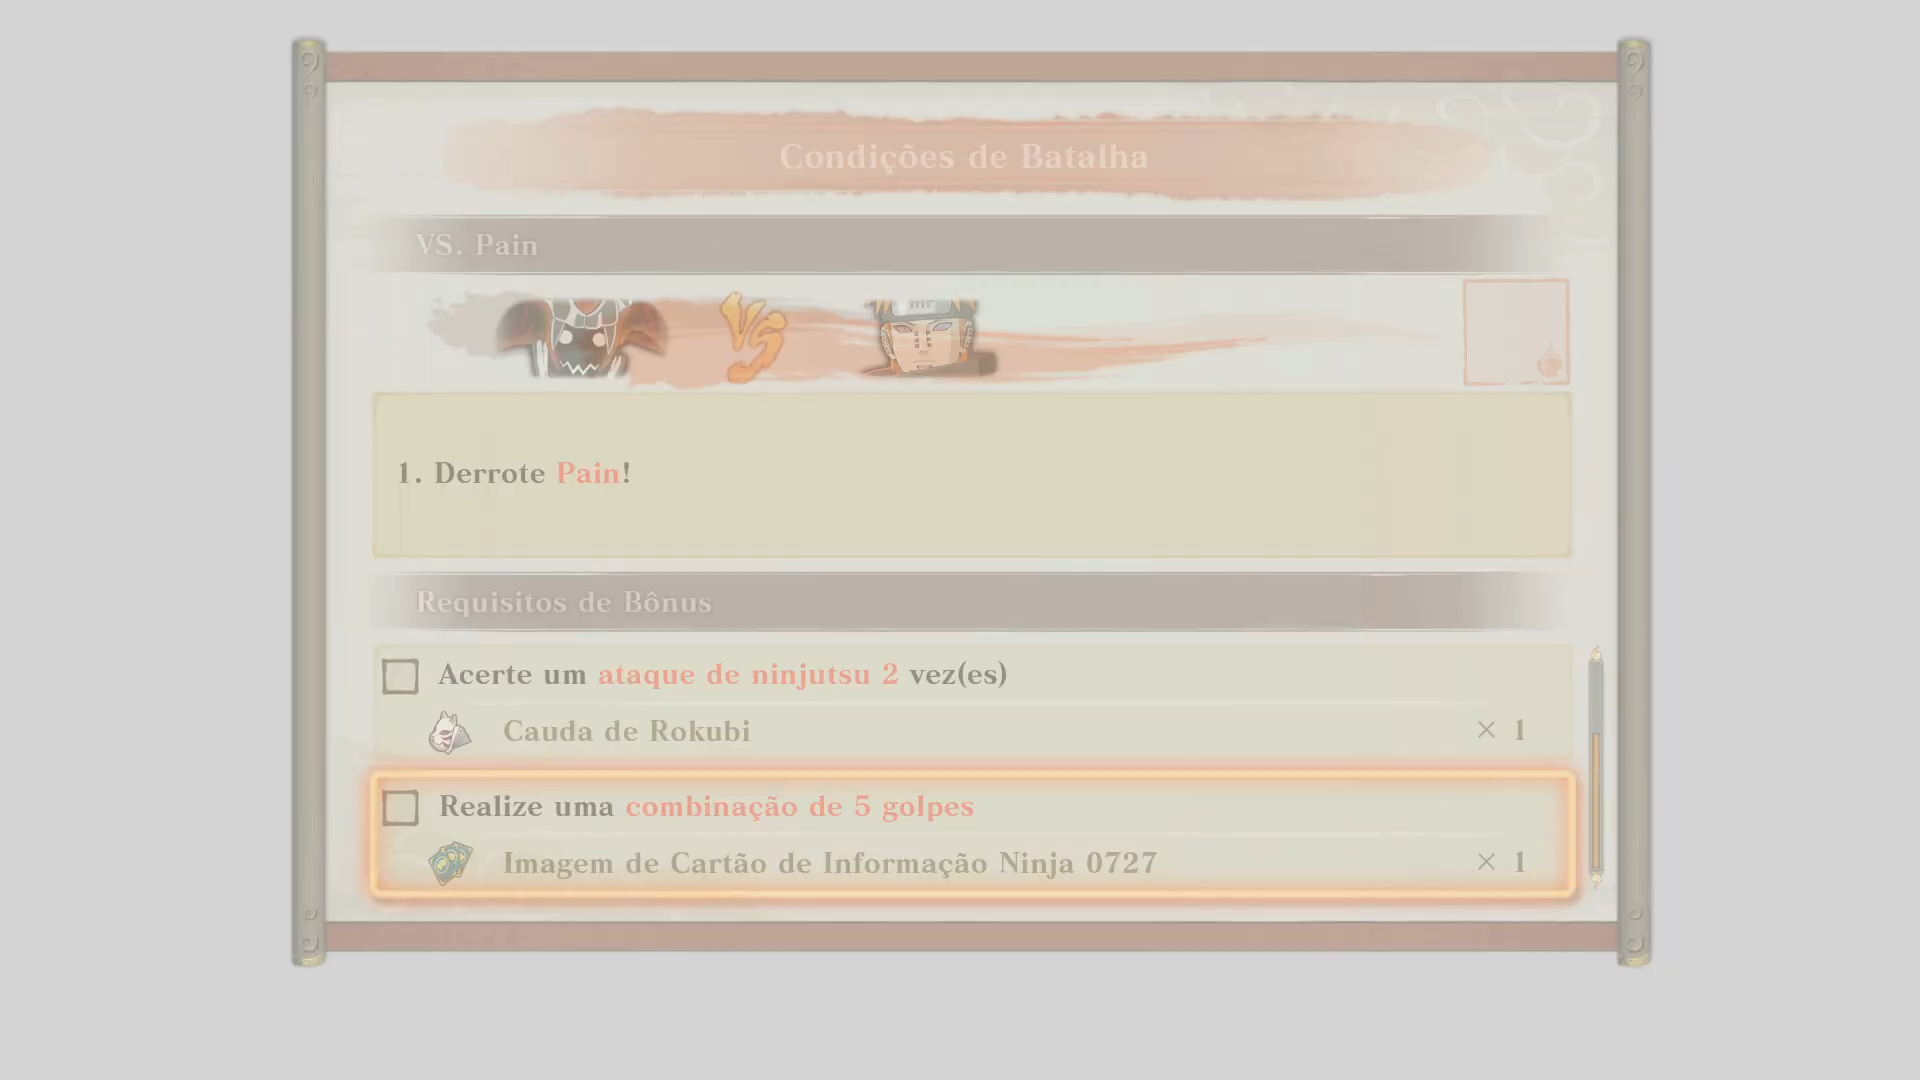 Condições de Batalha
VS. Pain
VS
1. Derrote Pain!
Requisitos de Bônus
Acerte um ataque de ninjutsu 2 vez(es)
Cauda de Rokubi × 1
Realize uma combinação de 5 golpes
Imagem de Cartão de Informação Ninja 0727 × 1